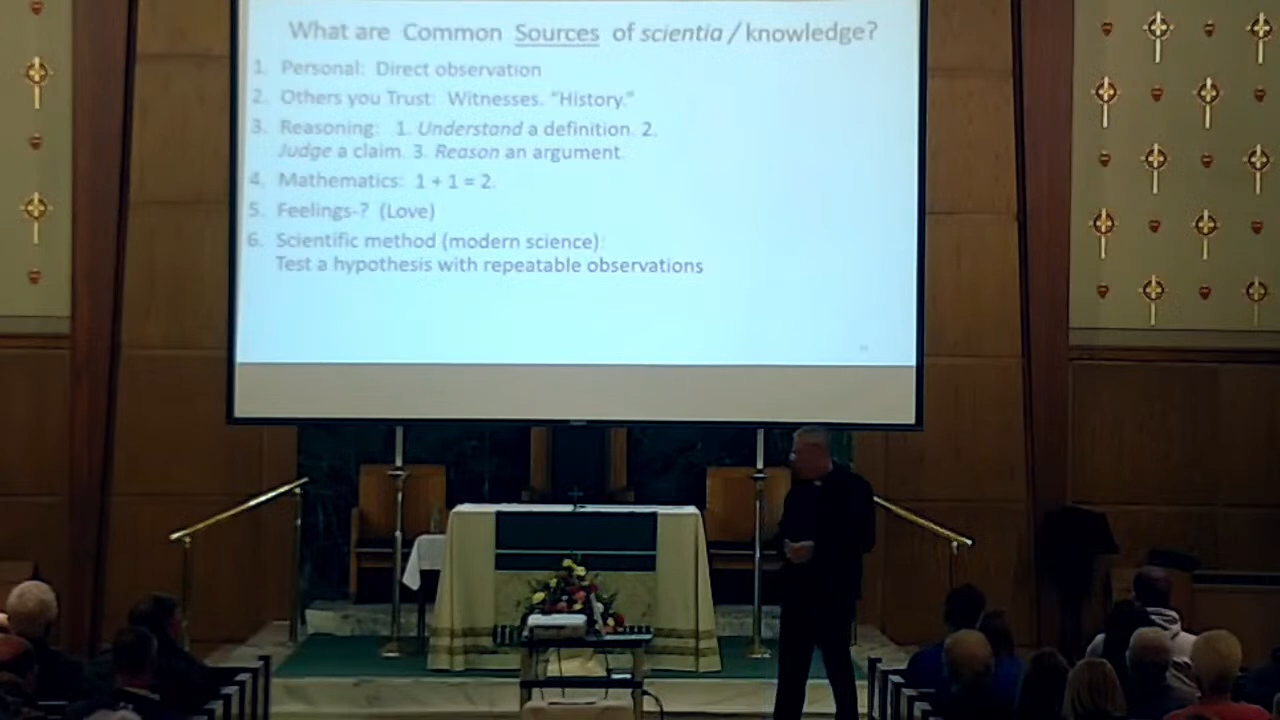 What are Common Sources of scientia / knowledge?
1. Personal: Direct observation
2. Others you Trust: Witnesses. "History."
3. Reasoning: 1. Understand a definition. 2.
Judge a claim. 3. Reason an argument.
4. Mathematics: 1 + 1 = 2.
5. Feelings-? (Love)
6. Scientific method (modern science):
Test a hypothesis with repeatable observations